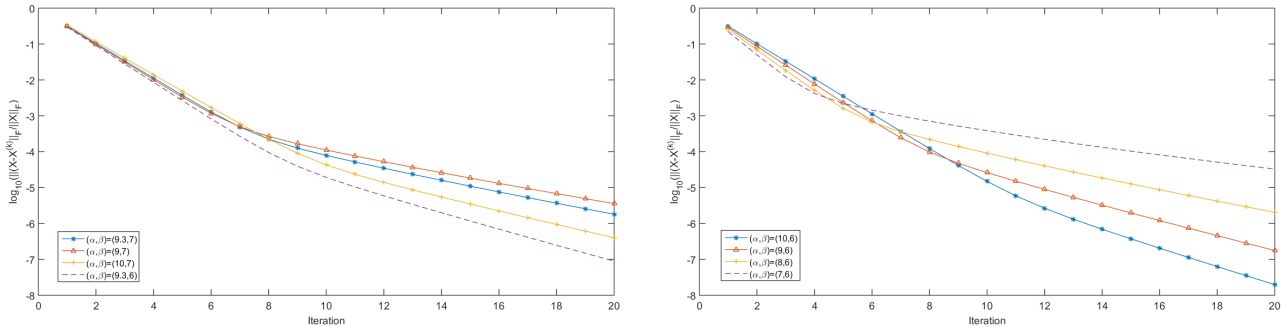 0
-1
-2
-3
-4
-5
-6
-7
-8
log10(||(X-X(k)||F/||X||F)
(α,β)=(9.3,7)
(α,β)=(9,7)
(α,β)=(10,7)
(α,β)=(9.3,6)
0 2 4 6 8 10 12 14 16 18 20
Iteration
0
-1
-2
-3
-4
-5
-6
-7
-8
log10(||(X-X(k)||F/||X||F)
(α,β)=(10,6)
(α,β)=(9,6)
(α,β)=(8,6)
(α,β)=(7,6)
0 2 4 6 8 10 12 14 16 18 20
Iteration